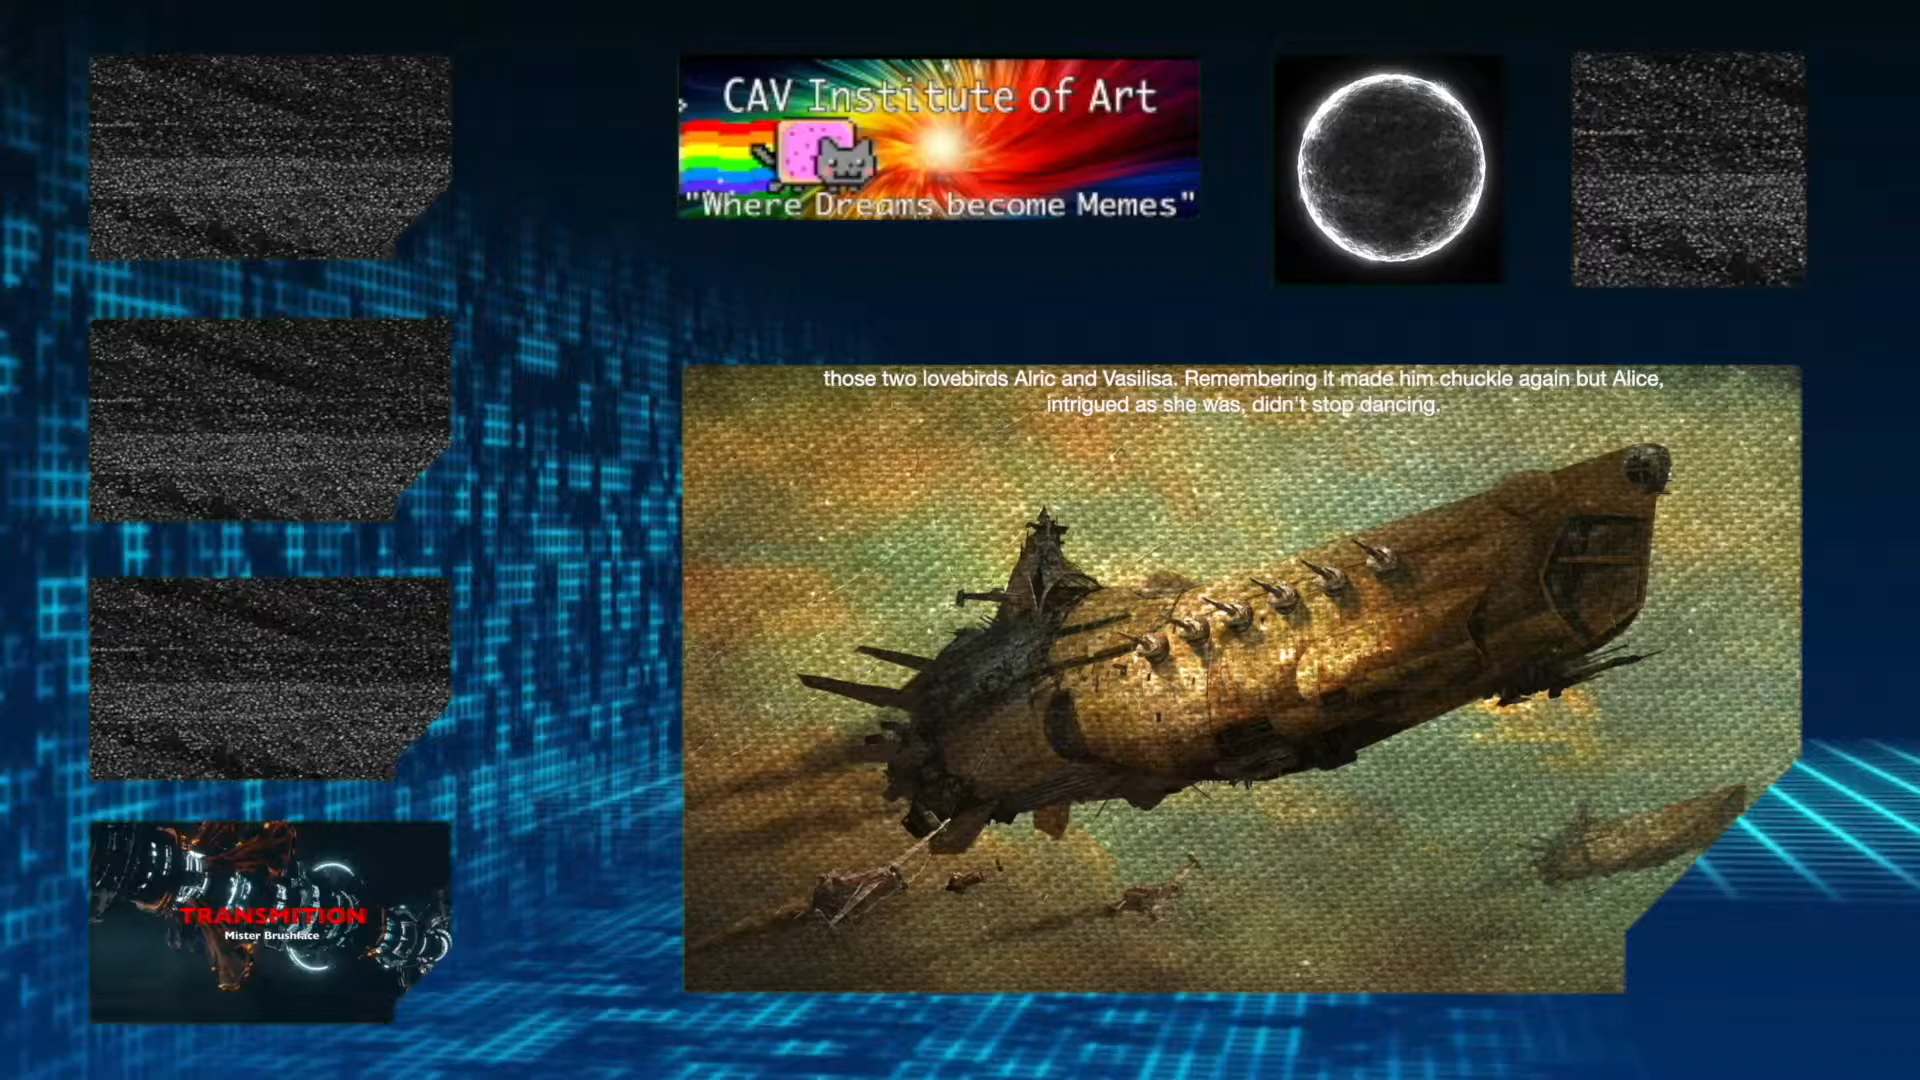 CAV Institute of Art
"Where Dreams become Memes"
those two lovebirds Alric and Vasilisa. Remembering it made him chuckle again but Alice,
intrigued as she was, didn't stop dancing.
TRANSMITION
Mister Brushface